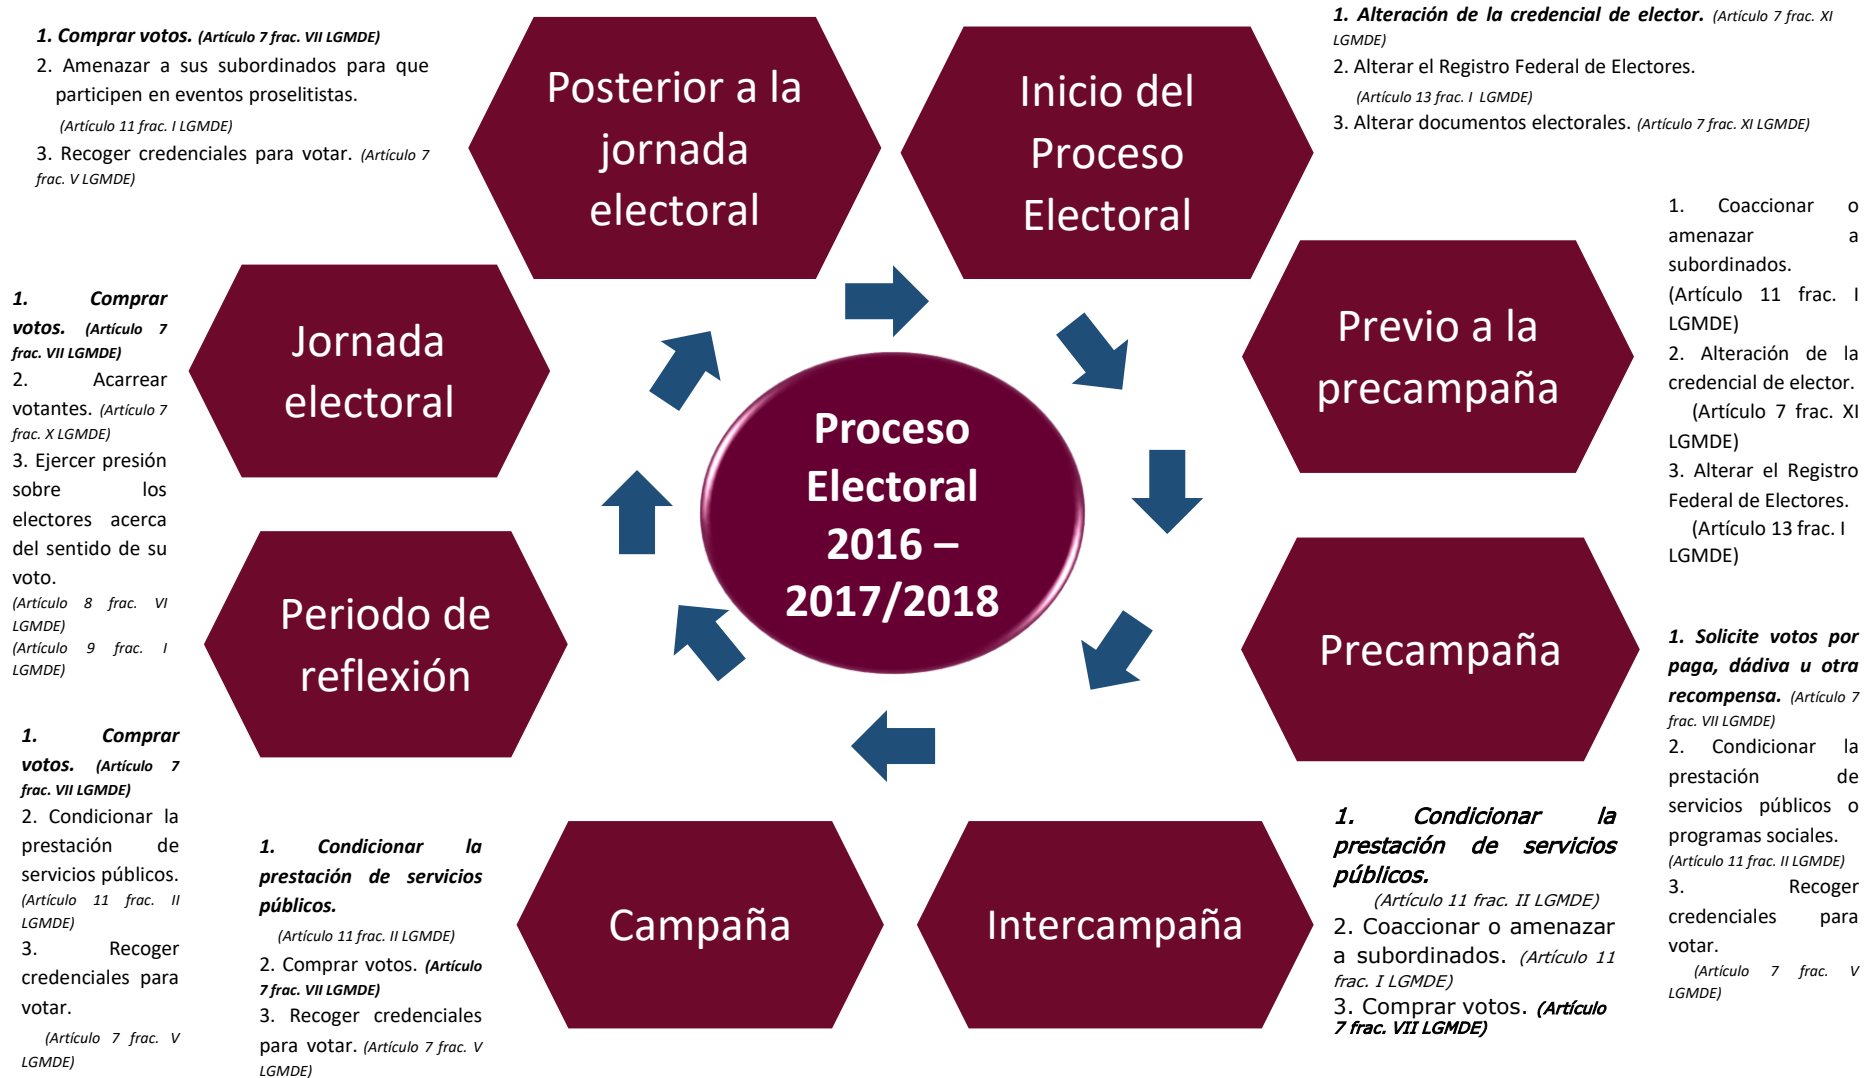 1. Comprar votos. (Artículo 7 frac. VII LGMDE)
2. Amenazar a sus subordinados para que
participen en eventos proselitistas.
(Artículo 11 frac. I LGMDE)
3. Recoger credenciales para votar. (Artículo 7
frac. V LGMDE)
Posterior a la
jornada
electoral
Inicio del
Proceso
Electoral
1. Alteración de la credencial de elector. (Artículo 7 frac. XI
LGMDE)
2. Alterar el Registro Federal de Electores.
(Artículo 13 frac. I LGMDE)
3. Alterar documentos electorales. (Artículo 7 frac. XI LGMDE)
1. Comprar
votos. (Artículo 7
frac. VII LGMDE)
2. Acarrear
votantes. (Artículo 7
frac. X LGMDE)
3. Ejercer presión
sobre los
electores acerca
del sentido de su
voto.
(Artículo 8 frac. VI
LGMDE)
(Artículo 9 frac. I
LGMDE)
Jornada
electoral
Proceso
Electoral
2016 –
2017/2018
Previo a la
precampaña
1. Coaccionar o
amenazar a
subordinados.
(Artículo 11 frac. I
LGMDE)
2. Alteración de la
credencial de elector.
(Artículo 7 frac. XI
LGMDE)
3. Alterar el Registro
Federal de Electores.
(Artículo 13 frac. I
LGMDE)
Periodo de
reflexión
Precampaña
1. Solicite votos por
paga, dádiva u otra
recompensa. (Artículo 7
frac. VII LGMDE)
2. Condicionar la
prestación de
servicios públicos o
programas sociales.
(Artículo 11 frac. II LGMDE)
3. Recoger
credenciales para
votar.
(Artículo 7 frac. V
LGMDE)
1. Comprar
votos. (Artículo 7
frac. VII LGMDE)
2. Condicionar la
prestación de
servicios públicos.
(Artículo 11 frac. II
LGMDE)
3. Recoger
credenciales para
votar.
(Artículo 7 frac. V
LGMDE)
1. Condicionar la
prestación de servicios
públicos.
(Artículo 11 frac. II LGMDE)
2. Comprar votos. (Artículo
7 frac. VII LGMDE)
3. Recoger credenciales
para votar. (Artículo 7 frac. V
LGMDE)
Campaña
Intercampaña
1. Condicionar la
prestación de servicios
públicos.
(Artículo 11 frac. II LGMDE)
2. Coaccionar o amenazar
a subordinados. (Artículo 11
frac. I LGMDE)
3. Comprar votos. (Artículo
7 frac. VII LGMDE)